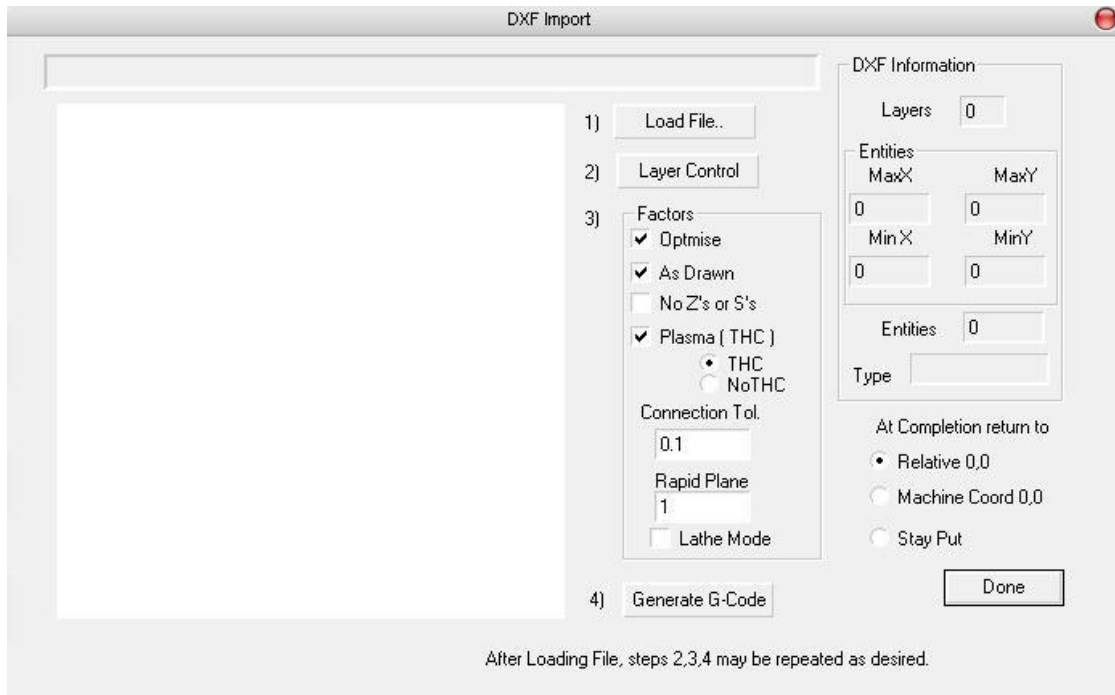 DXF Import
1) Load File..
2) Layer Control
3) Factors
Optmise
As Drawn
No Z's or S's
Plasma ( THC )
THC
NoTHC
Connection Tol.
0.1
Rapid Plane
1
Lathe Mode
4) Generate G-Code
DXF Information
Layers 0
Entities
MaxX MaxY
0 0
Min X MinY
0 0
Entities 0
Type
At Completion return to
Relative 0,0
Machine Coord 0,0
Stay Put
Done
After Loading File, steps 2,3,4 may be repeated as desired.